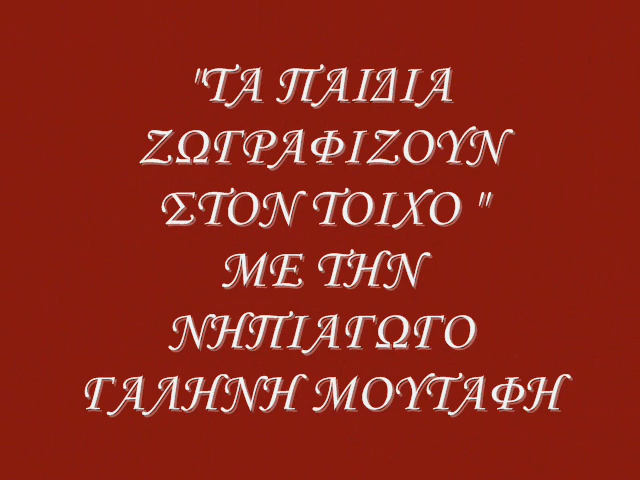 "ΤΑ ΠΑΙΔΙΑ
ΖΩΓΡΑΦΙΖΟΥΝ
ΣΤΟΝ ΤΟΙΧΟ "
ΜΕ ΤΗΝ
ΝΗΠΙΑΓΩΓΟ
ΓΑΛΗΝΗ ΜΟΥΤΑΦΗ